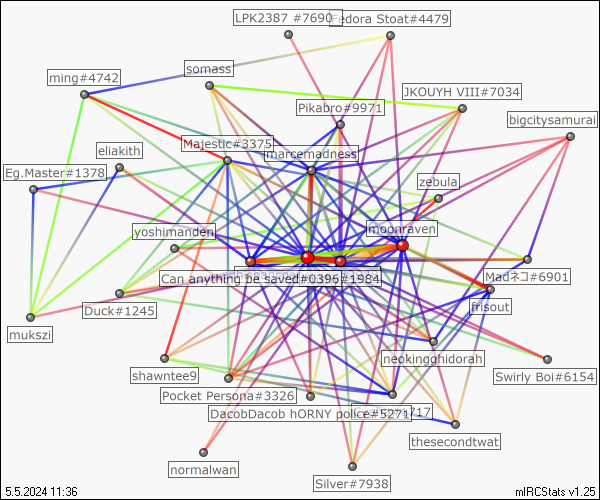 LPK2387 #7690
Fedora Stoat#4479
somass
ming#4742
JKOUYH VIII#7034
Pikabro#9971
bigcitysamurai
Majestic#3375
eliakith
marcemadness
Eg.Master#1378
zebula
yoshimanden
moonraven
Can anything be saved#0396
#1984
Madネコ#6901
Duck#1245
frisout
mukszi
neokingghidorah
shawntee9
Swirly Boi#6154
Pocket Persona#3326
DacobDacob hORNY police#5271
717
thesecondtwat
normalwan
Silver#7938
5.5.2024 11:36
mIRCStats v1.25